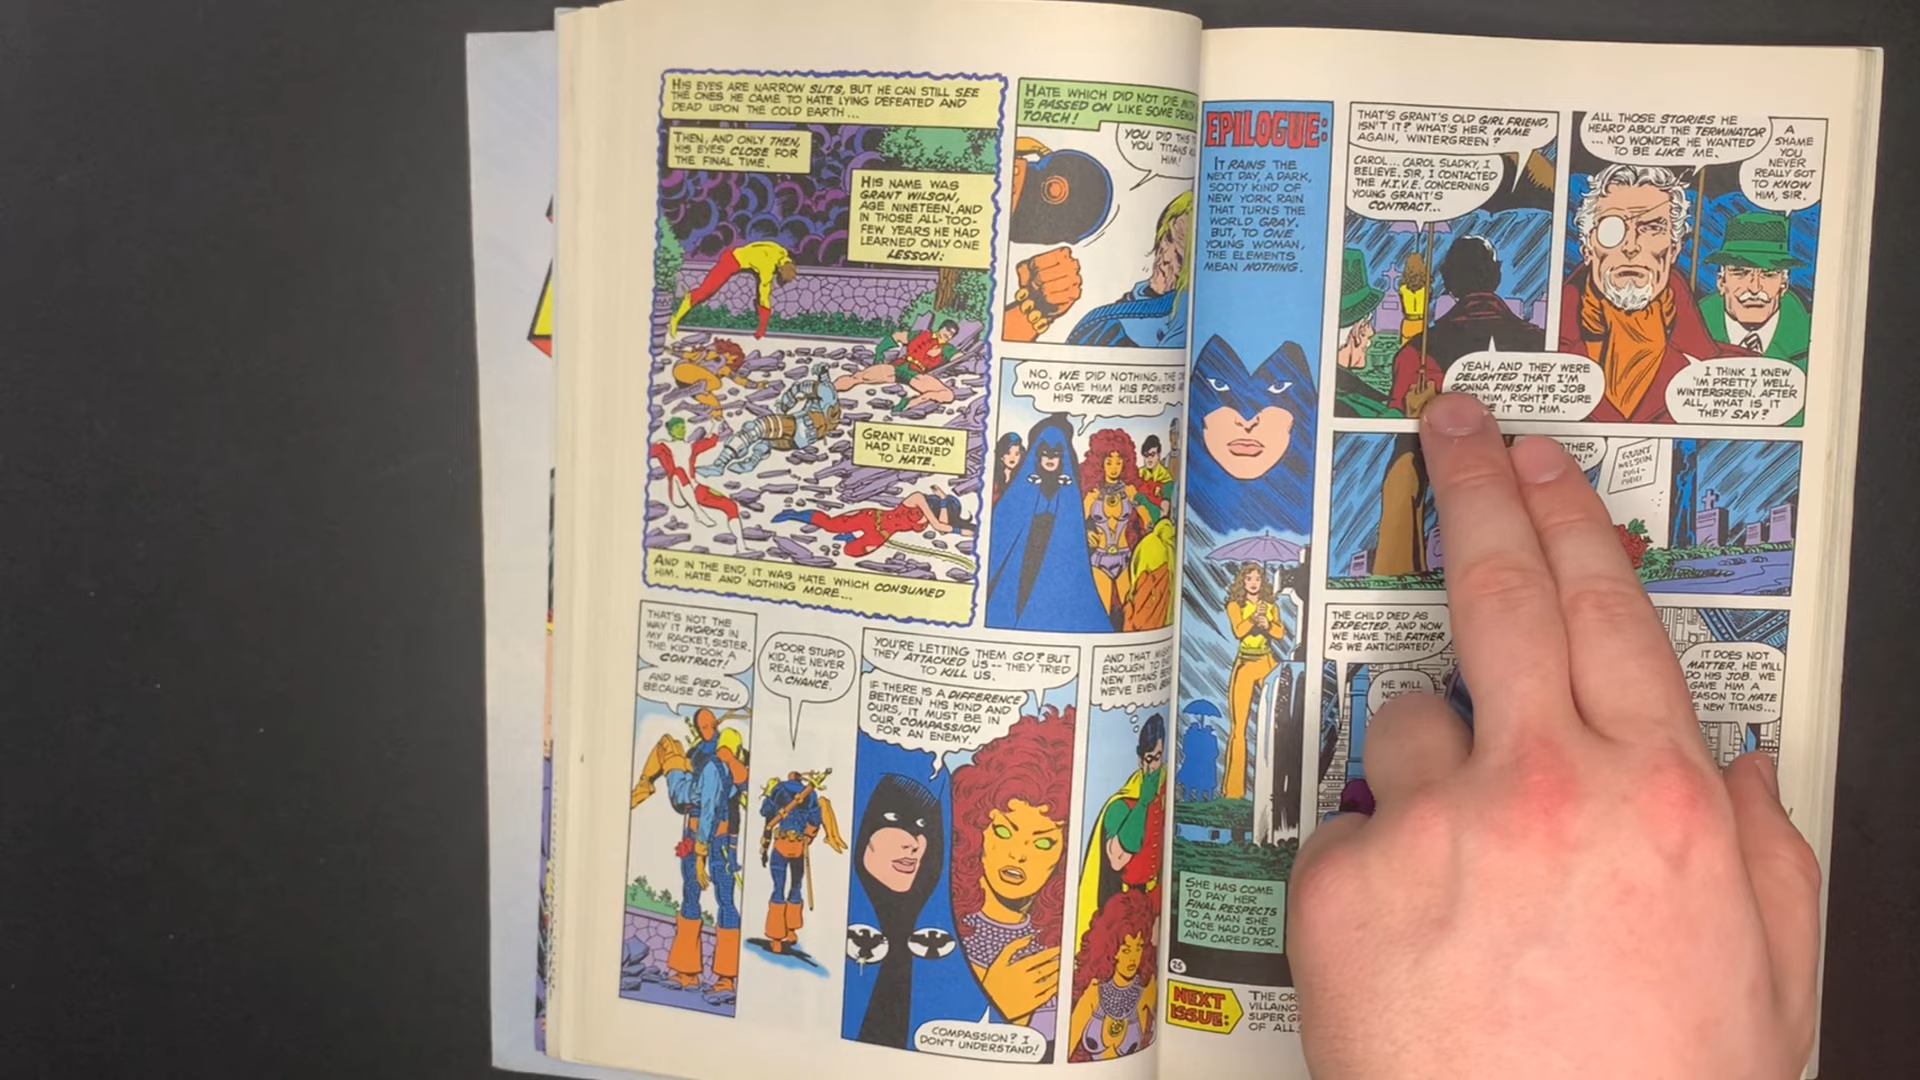 HIS EYES ARE NARROW SLITS, BUT HE CAN STILL SEE
THE ONES HE CAME TO HATE LYING DEFEATED AND
DEAD UPON THE COLD EARTH...
THEN, AND ONLY THEN,
HIS EYES CLOSE FOR
THE FINAL TIME.
HIS NAME WAS
GRANT WILSON,
AGE NINETEEN, AND
IN THOSE ALL-TOO-
FEW YEARS HE HAD
LEARNED ONLY ONE
LESSON:
GRANT WILSON
HAD LEARNED
TO HATE.
AND IN THE END, IT WAS HATE WHICH CONSUMED
HIM. HATE AND NOTHING MORE...
HATE WHICH DID NOT DIE
IS PASSED ON LIKE SOME
TORCH!
YOU DID THIS
YOU TITANS
HIM!
NO. WE DID NOTHING. THE
WHO GAVE HIM HIS POWERS
HIS TRUE KILLERS.
THAT'S NOT THE
WAY IT WORKS IN
MY RACKET, SISTER.
THE KID TOOK A
CONTRACT!
AND HE DIED...
BECAUSE OF YOU.
POOR STUPID
KID. HE NEVER
REALLY HAD
A CHANCE.
YOU'RE LETTING THEM GO? BUT
THEY ATTACKED US -- THEY TRIED
TO KILL US.
IF THERE IS A DIFFERENCE
BETWEEN HIS KIND AND
OURS, IT MUST BE IN
OUR COMPASSION
FOR AN ENEMY.
COMPASSION? I
DON'T UNDERSTAND!
AND THAT
ENOUGH TO
NEW TITANS
WE'VE EVEN
EPILOGUE:
IT RAINS THE
NEXT DAY, A DARK,
SOOTY KIND OF
NEW YORK RAIN
THAT TURNS THE
WORLD GRAY.
BUT, TO ONE
YOUNG WOMAN,
THE ELEMENTS
MEAN NOTHING.
SHE HAS COME
TO PAY HER
FINAL RESPECTS
TO A MAN SHE
ONCE HAD LOVED
AND CARED FOR.
25
THAT'S GRANT'S OLD GIRL FRIEND,
ISN'T IT? WHAT'S HER NAME
AGAIN, WINTERGREEN?
CAROL... CAROL SLADKY, I
BELIEVE. SIR, I CONTACTED
THE H.I.V.E. CONCERNING
YOUNG GRANT'S
CONTRACT...
YEAH, AND THEY WERE
DELIGHTED THAT I'M
GONNA FINISH HIS JOB
HIM, RIGHT? FIGURE
IT TO HIM.
ALL THOSE STORIES HE
HEARD ABOUT THE TERMINATOR
... NO WONDER HE WANTED
TO BE LIKE ME.
A
SHAME
YOU
NEVER
REALLY GOT
TO KNOW
HIM, SIR.
I THINK I KNEW
'IM PRETTY WELL,
WINTERGREEN. AFTER
ALL, WHAT IS IT
THEY SAY?
GRANT
WILSON
THE CHILD DIED AS
EXPECTED. AND NOW
WE HAVE THE FATHER
AS WE ANTICIPATED!
HE WILL
IT DOES NOT
MATTER. HE WILL
DO HIS JOB. WE
GAVE HIM A
TO HATE
NEW TITANS...
NEXT
ISSUE:
THE
OF